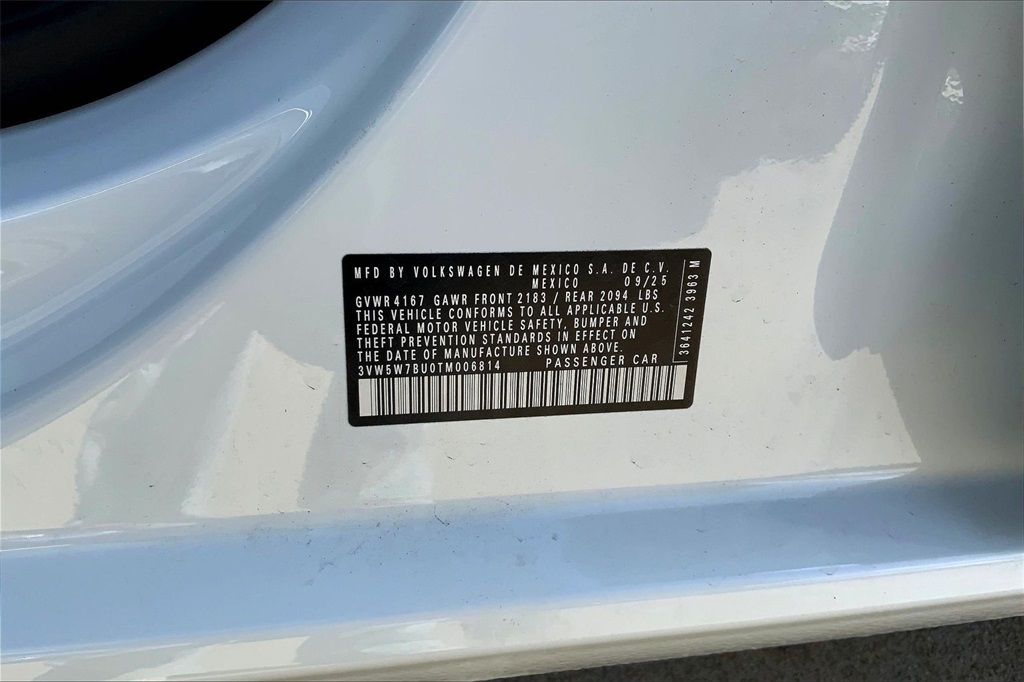 MFD BY VOLKSWAGEN DE MEXICO S.A. DE C.V.
MEXICO 09/25
GVWR 4167 GAWR FRONT 2183 / REAR 2094 LBS
THIS VEHICLE CONFORMS TO ALL APPLICABLE U.S.
FEDERAL MOTOR VEHICLE SAFETY, BUMPER AND
THEFT PREVENTION STANDARDS IN EFFECT ON
THE DATE OF MANUFACTURE SHOWN ABOVE.
3VW5W7BU0TM006814 PASSENGER CAR
3641242 3963 M